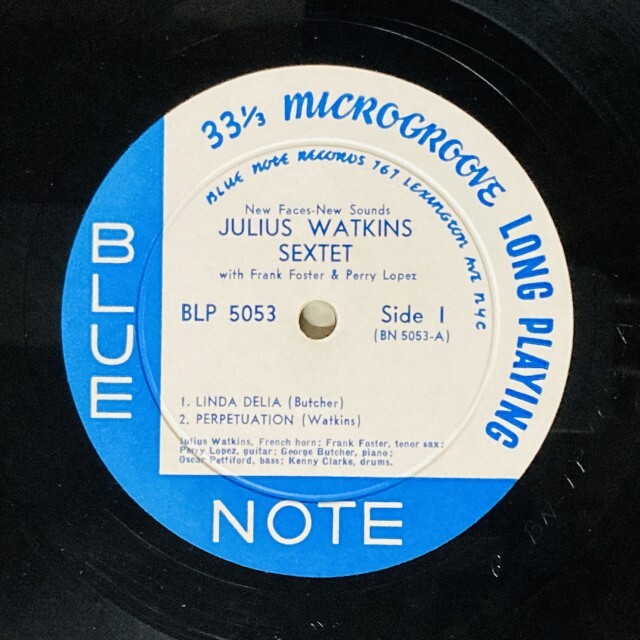 33⅓ MICROGROOVE LONG PLAYING
BLUE NOTE RECORDS 767 LEXINGTON AVE NYC
New Faces-New Sounds
JULIUS WATKINS
SEXTET
with Frank Foster & Perry Lopez
BLP 5053
Side 1
(BN 5053-A)
1. LINDA DELIA (Butcher)
2. PERPETUATION (Watkins)
Julius Watkins, French horn; Frank Foster, tenor sax;
Perry Lopez, guitar; George Butcher, piano;
Oscar Pettiford, bass; Kenny Clarke, drums.
BLUE
NOTE